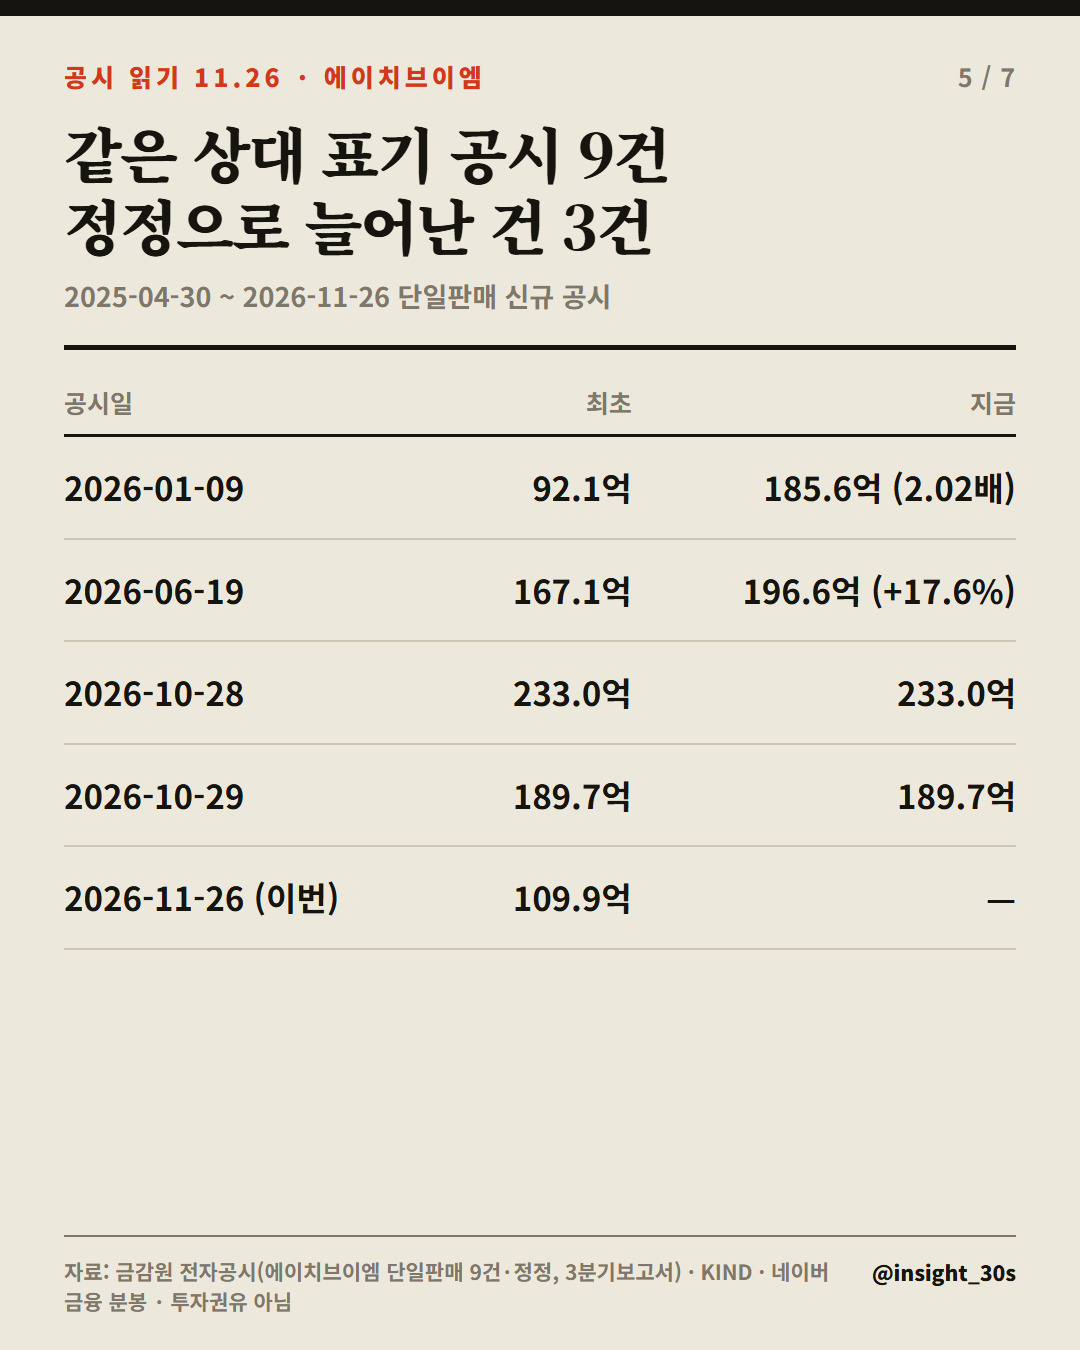 공시 읽기 11.26 · 에이치브이엠
5 / 7
같은 상대 표기 공시 9건
정정으로 늘어난 건 3건
2025-04-30 ~ 2026-11-26 단일판매 신규 공시
공시일 최초 지금
2026-01-09 92.1억 185.6억 (2.02배)
2026-06-19 167.1억 196.6억 (+17.6%)
2026-10-28 233.0억 233.0억
2026-10-29 189.7억 189.7억
2026-11-26 (이번) 109.9억 —
자료: 금감원 전자공시(에이치브이엠 단일판매 9건·정정, 3분기보고서) · KIND · 네이버
금융 분봉 · 투자권유 아님
@insight_30s